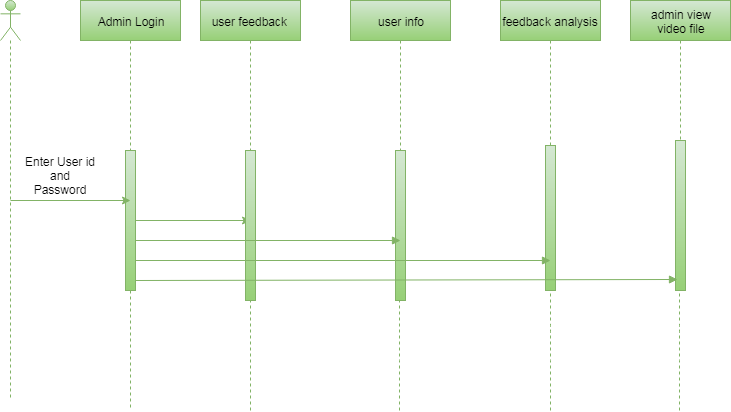 Admin Login
user feedback
user info
feedback analysis
admin view
video file
Enter User id
and
Password